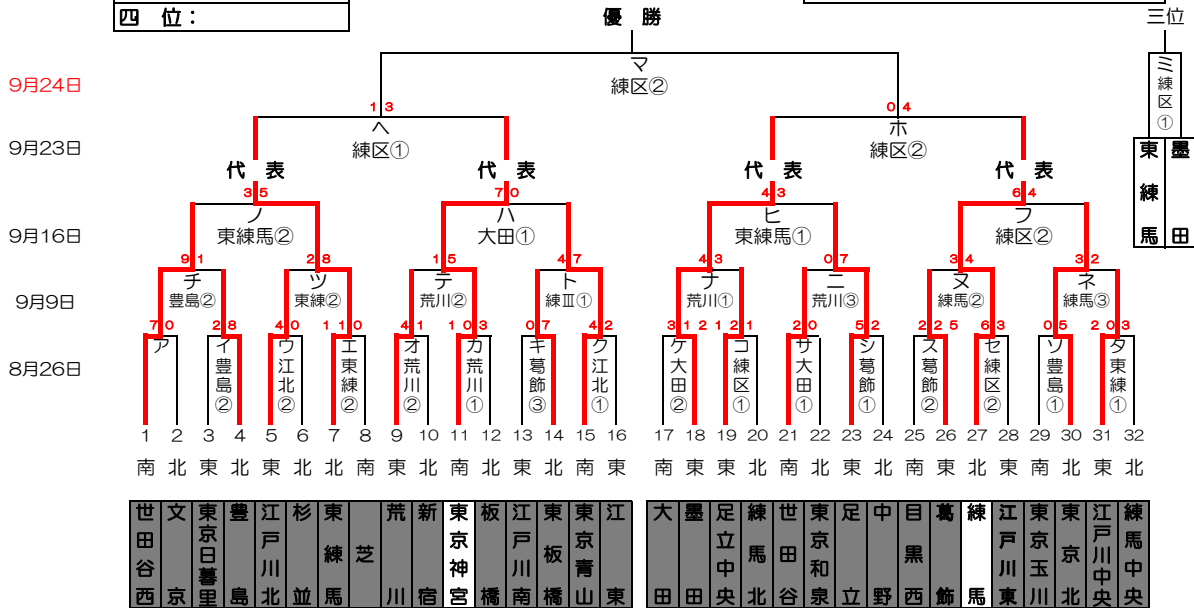 四 位：
優 勝
三位
マ
練区②
ミ
練区①
9月24日
1 3
0 4
ヘ
練区①
ホ
練区②
9月23日
代 表
代 表
代 表
代 表
東練馬
墨田
3 5
7 0
4 3
6 4
ノ
東練馬②
ハ
大田①
ヒ
東練馬①
フ
練区②
9月16日
9 1
2 8
1 5
4 7
4 3
0 7
3 4
3 2
チ
豊島②
ツ
東練②
テ
荒川②
ト
練Ⅲ①
ナ
荒川①
ニ
荒川③
ヌ
練馬②
ネ
練馬③
9月9日
7 0
2 8
4 0
1 1 0
4 1
1 0 3
0 7
4 2
3 1 2
1 2 1
2 0
5 2
2 2 5
6 3
0 5
2 0 3
ア
イ豊島②
ウ江北②
エ東練②
オ荒川②
カ荒川①
キ葛飾③
ク江北①
ケ大田②
コ練区①
サ大田①
シ葛飾①
ス葛飾②
セ練区②
ソ豊島①
タ東練①
8月26日
1 2 3 4 5 6 7 8 9 10 11 12 13 14 15 16 17 18 19 20 21 22 23 24 25 26 27 28 29 30 31 32
南 北 東 北 東 北 東 南 東 北 南 北 南 北 東 東 南 東 東 北 南 南 東 北 南 東 北 東 南 北 東 北
世田谷西
文京
東京日暮里
豊島
江戸川北
杉並
東練馬
芝
荒川
新宿
東京神宮
板橋
江戸川南
東板橋
東京青山
江東
大田
墨田
足立中央
練馬北
世田谷
東京和泉
足立
中野
目黒西
葛飾
練馬
江戸川東
東京玉川
東京北
江戸川中央
練馬中央